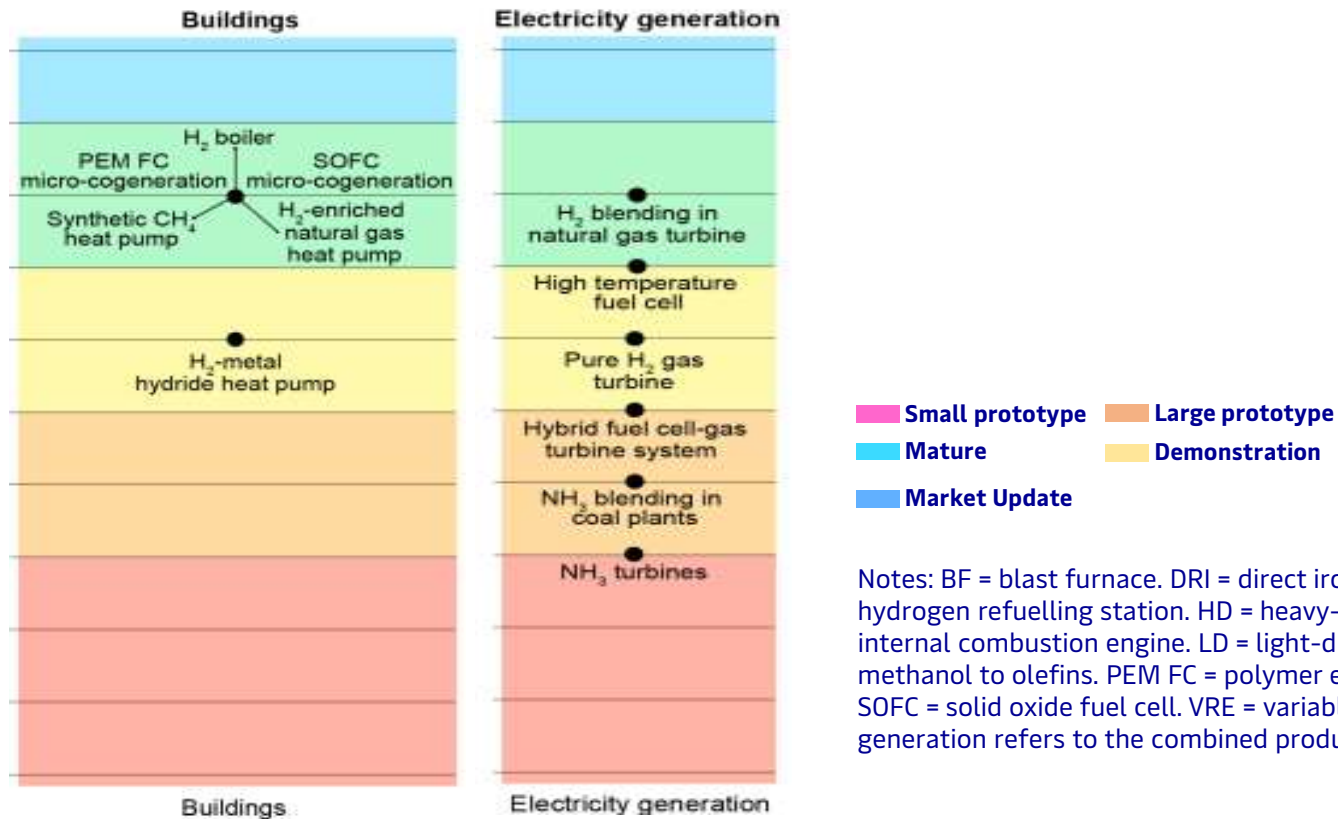 Buildings
Electricity generation
H₂ boiler
PEM FC
micro-cogeneration
SOFC
micro-cogeneration
Synthetic CH₄
heat pump
H₂-enriched
natural gas
heat pump
H₂-metal
hydride heat pump
H₂ blending in
natural gas turbine
High temperature
fuel cell
Pure H₂ gas
turbine
Hybrid fuel cell-gas
turbine system
NH₃ blending in
coal plants
NH₃ turbines
Buildings
Electricity generation
Small prototype
Large prototype
Mature
Demonstration
Market Update
Notes: BF = blast furnace. DRI = direct
hydrogen refuelling station. HD = heavy-
internal combustion engine. LD = light-d
methanol to olefins. PEM FC = polymer e
SOFC = solid oxide fuel cell. VRE = variabl
generation refers to the combined produ